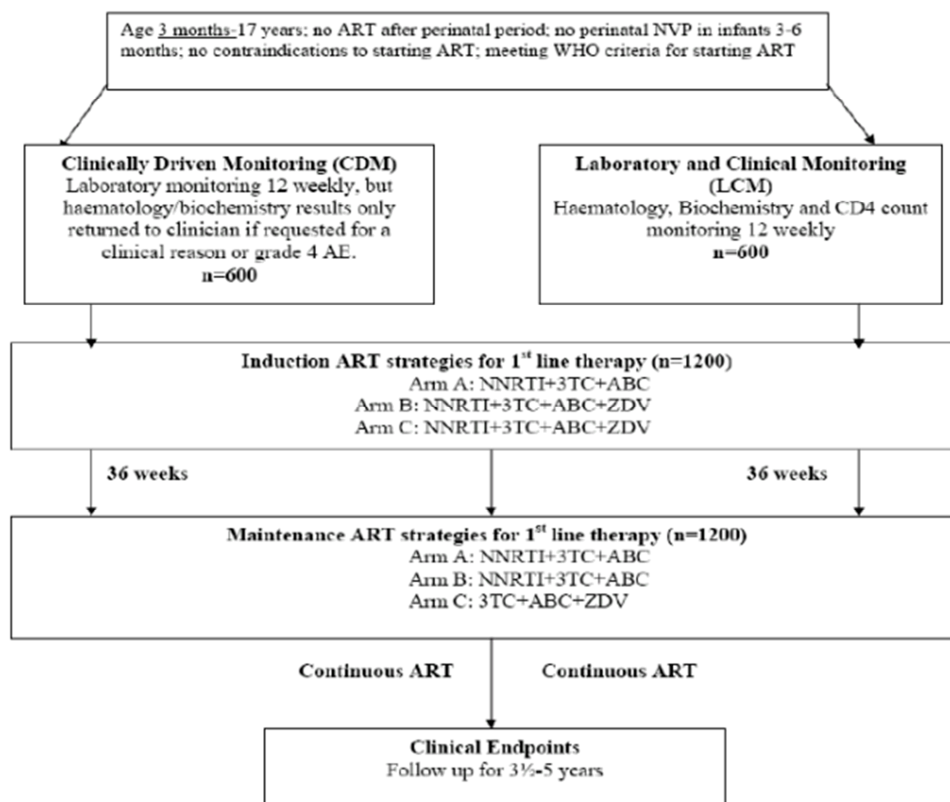 Age 3 months-17 years; no ART after perinatal period; no perinatal NVP in infants 3-6
months; no contraindications to starting ART; meeting WHO criteria for starting ART
Clinically Driven Monitoring (CDM)
Laboratory monitoring 12 weekly, but
haematology/biochemistry results only
returned to clinician if requested for a
clinical reason or grade 4 AE.
n=600
Laboratory and Clinical Monitoring
(LCM)
Haematology, Biochemistry and CD4 count
monitoring 12 weekly
n=600
Induction ART strategies for 1st line therapy (n=1200)
Arm A: NNRTI+3TC+ABC
Arm B: NNRTI+3TC+ABC+ZDV
Arm C: NNRTI+3TC+ABC+ZDV
36 weeks
36 weeks
Maintenance ART strategies for 1st line therapy (n=1200)
Arm A: NNRTI+3TC+ABC
Arm B: NNRTI+3TC+ABC
Arm C: 3TC+ABC+ZDV
Continuous ART
Continuous ART
Clinical Endpoints
Follow up for 3½-5 years